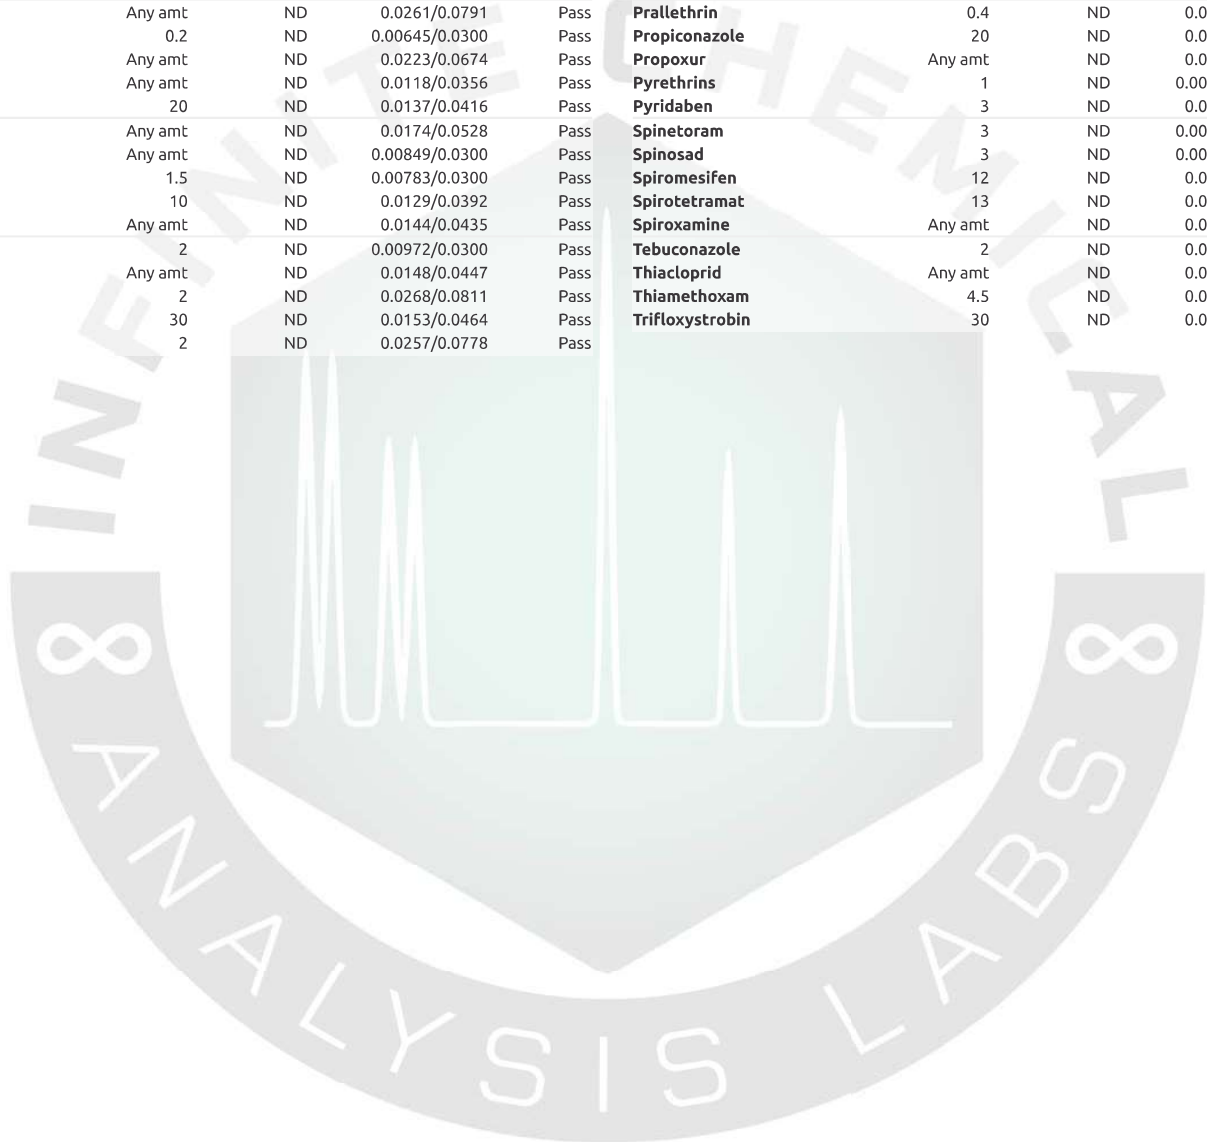 Any amt ND 0.0261/0.0791 Pass Prallethrin 0.4 ND 0.0
0.2 ND 0.00645/0.0300 Pass Propiconazole 20 ND 0.0
Any amt ND 0.0223/0.0674 Pass Propoxur Any amt ND 0.0
Any amt ND 0.0118/0.0356 Pass Pyrethrins 1 ND 0.00
20 ND 0.0137/0.0416 Pass Pyridaben 3 ND 0.0
Any amt ND 0.0174/0.0528 Pass Spinetoram 3 ND 0.00
Any amt ND 0.00849/0.0300 Pass Spinosad 3 ND 0.00
1.5 ND 0.00783/0.0300 Pass Spiromesifen 12 ND 0.0
10 ND 0.0129/0.0392 Pass Spirotetramat 13 ND 0.0
Any amt ND 0.0144/0.0435 Pass Spiroxamine Any amt ND 0.0
2 ND 0.00972/0.0300 Pass Tebuconazole 2 ND 0.0
Any amt ND 0.0148/0.0447 Pass Thiacloprid Any amt ND 0.0
2 ND 0.0268/0.0811 Pass Thiamethoxam 4.5 ND 0.0
30 ND 0.0153/0.0464 Pass Trifloxystrobin 30 ND 0.0
2 ND 0.0257/0.0778 Pass
INFINITE CHEMICAL
∞ ANALYSIS LABS ∞